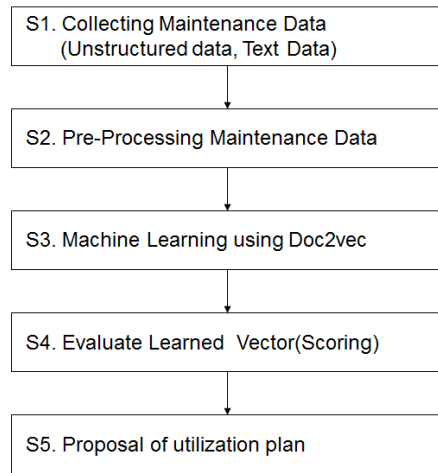 S1. Collecting Maintenance Data
(Unstructured data, Text Data)
S2. Pre-Processing Maintenance Data
S3. Machine Learning using Doc2vec
S4. Evaluate Learned Vector(Scoring)
S5. Proposal of utilization plan